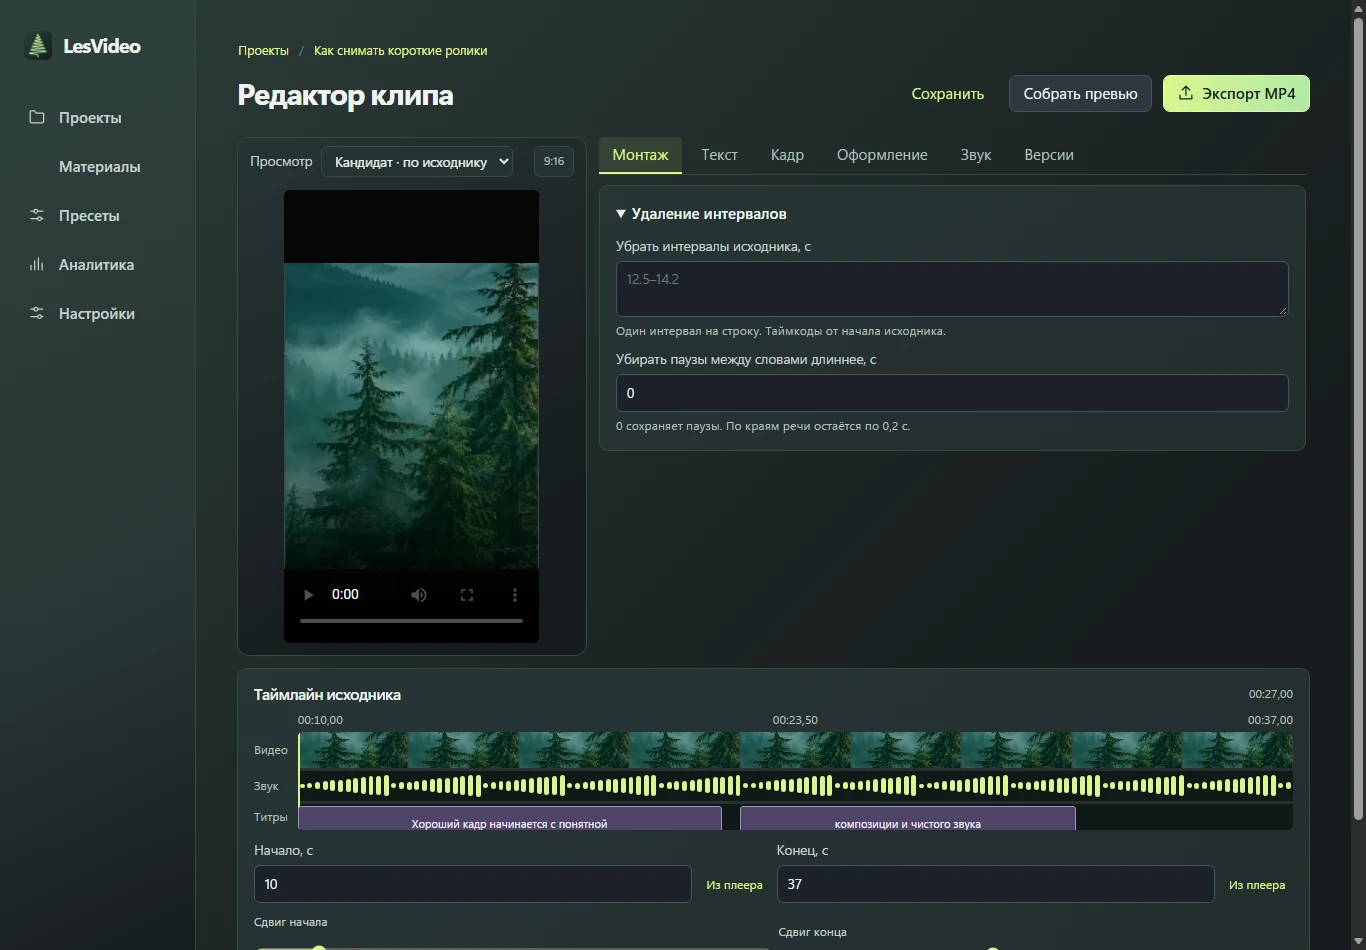 LesVideo
Проекты
Материалы
Пресеты
Аналитика
Настройки
Проекты / Как снимать короткие ролики
Редактор клипа
Сохранить
Собрать превью
Экспорт MP4
Просмотр
Кандидат · по исходнику
9:16
0:00
Монтаж
Текст
Кадр
Оформление
Звук
Версии
▼ Удаление интервалов
Убрать интервалы исходника, с
12.5–14.2
Один интервал на строку. Таймкоды от начала исходника.
Убирать паузы между словами длиннее, с
0
0 сохраняет паузы. По краям речи остаётся по 0,2 с.
Таймлайн исходника
00:27,00
00:10,00
00:23,50
00:37,00
Видео
Звук
Титры
Хороший кадр начинается с понятной
композиции и чистого звука
Начало, с
10
Из плеера
Конец, с
37
Из плеера
Сдвиг начала
Сдвиг конца